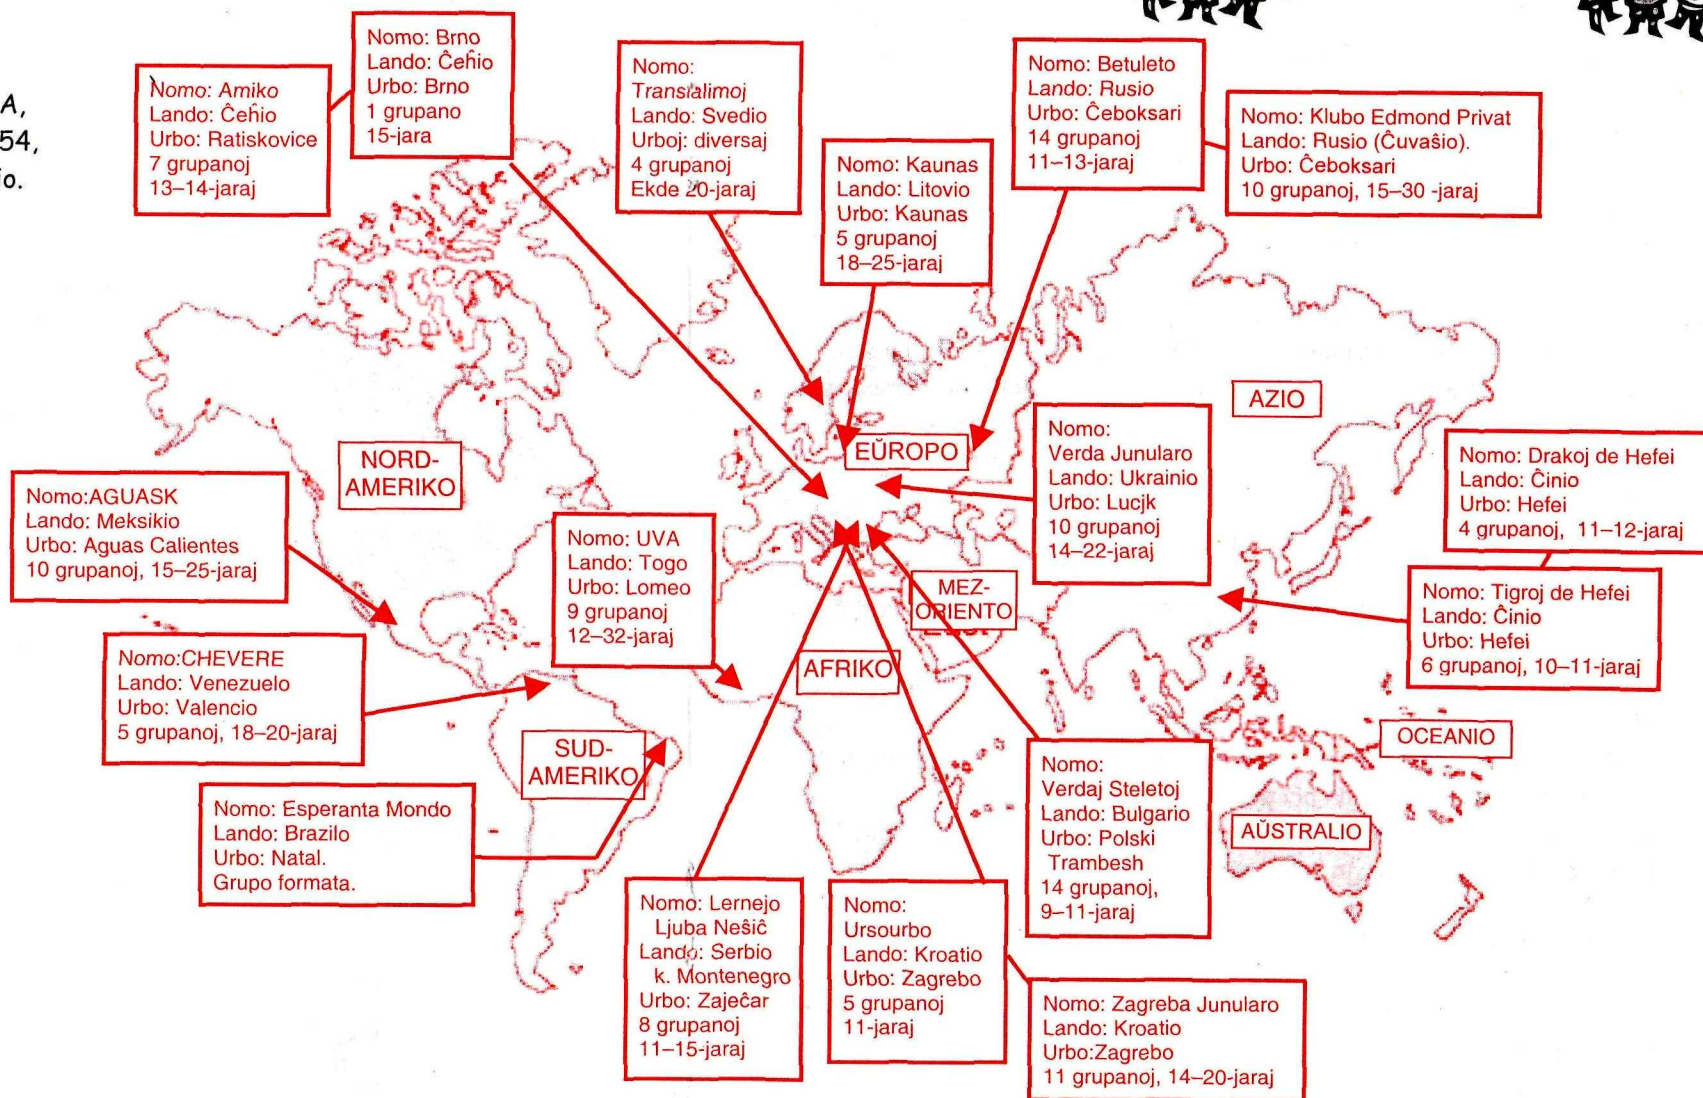 A,
54,
io.
Nomo: Amiko
Lando: Ĉeĥio
Urbo: Ratiskovice
7 grupanoj
13–14-jaraj
Nomo: Brno
Lando: Ĉeĥio
Urbo: Brno
1 grupano
15-jara
Nomo:
Transialimoj
Lando: Svedio
Urboj: diversaj
4 grupanoj
Ekde 20-jaraj
Nomo: Kaunas
Lando: Litovio
Urbo: Kaunas
5 grupanoj
18–25-jaraj
Nomo: Betuleto
Lando: Rusio
Urbo: Ĉeboksari
14 grupanoj
11–13-jaraj
Nomo: Klubo Edmond Privat
Lando: Rusio (Ĉuvaŝio).
Urbo: Ĉeboksari
10 grupanoj, 15–30 -jaraj
NORD-
AMERIKO
EŬROPO
AZIO
Nomo:
Verda Junularo
Lando: Ukrainio
Urbo: Lucjk
10 grupanoj
14–22-jaraj
Nomo: Drakoj de Hefei
Lando: Ĉinio
Urbo: Hefei
4 grupanoj, 11–12-jaraj
Nomo:AGUASK
Lando: Meksikio
Urbo: Aguas Calientes
10 grupanoj, 15–25-jaraj
Nomo: UVA
Lando: Togo
Urbo: Lomeo
9 grupanoj
12–32-jaraj
MEZ-
ORIENTO
Nomo: Tigroj de Hefei
Lando: Ĉinio
Urbo: Hefei
6 grupanoj, 10–11-jaraj
Nomo:CHEVERE
Lando: Venezuelo
Urbo: Valencio
5 grupanoj, 18–20-jaraj
AFRIKO
SUD-
AMERIKO
OCEANIO
Nomo: Esperanta Mondo
Lando: Brazilo
Urbo: Natal.
Grupo formata.
Nomo:
Verdaj Steletoj
Lando: Bulgario
Urbo: Polski
Trambesh
14 grupanoj,
9–11-jaraj
AŬSTRALIO
Nomo: Lernejo
Ljuba Neŝiĉ
Lando: Serbio
k. Montenegro
Urbo: Zajeĉar
8 grupanoj
11–15-jaraj
Nomo:
Ursourbo
Lando: Kroatio
Urbo: Zagrebo
5 grupanoj
11-jaraj
Nomo: Zagreba Junularo
Lando: Kroatio
Urbo:Zagrebo
11 grupanoj, 14–20-jaraj